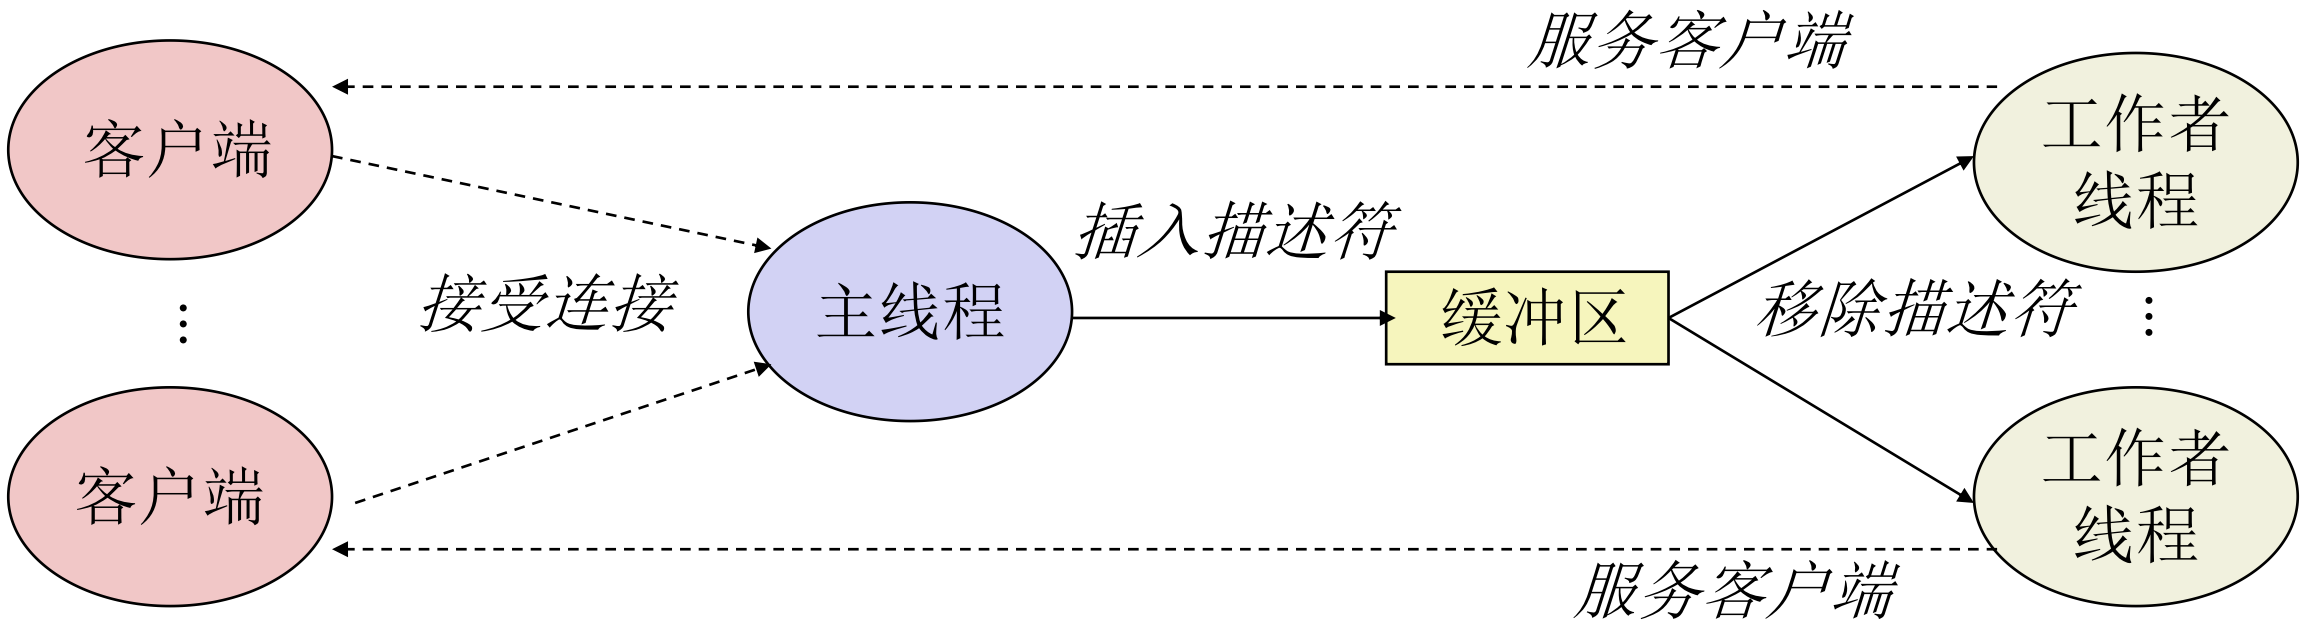 服务客户端
客户端
工作者
线程
插入描述符
接受连接
主线程
缓冲区
移除描述符
客户端
工作者
线程
服务客户端